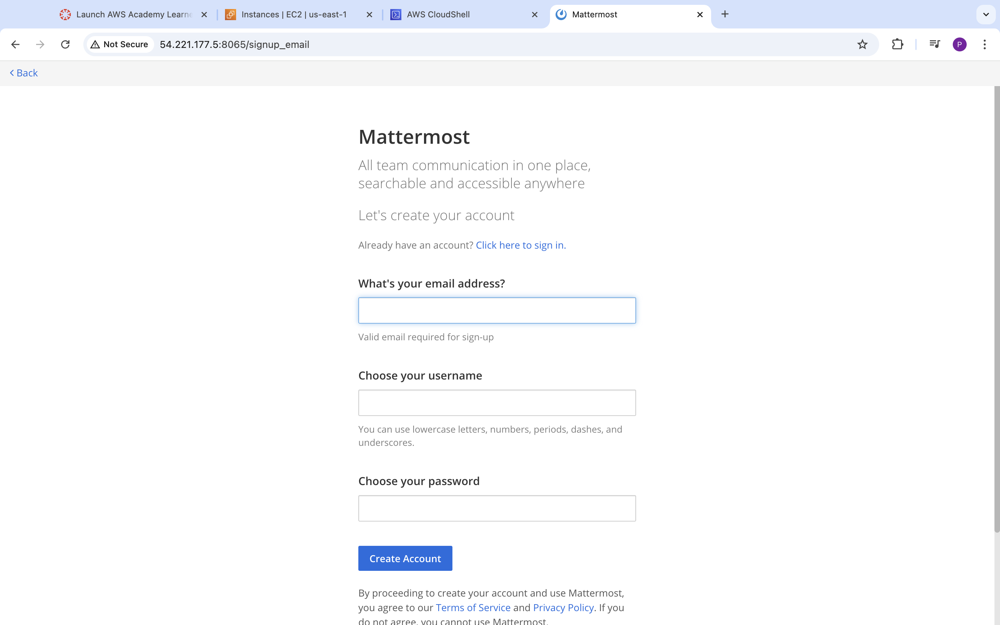 Launch AWS Academy Learne
Instances | EC2 | us-east-1
AWS CloudShell
Mattermost
Not Secure
54.221.177.5:8065/signup_email
P
Back
Mattermost
All team communication in one place,
searchable and accessible anywhere
Let's create your account
Already have an account? Click here to sign in.
What's your email address?
Valid email required for sign-up
Choose your username
You can use lowercase letters, numbers, periods, dashes, and
underscores.
Choose your password
Create Account
By proceeding to create your account and use Mattermost,
you agree to our Terms of Service and Privacy Policy. If you
do not agree, you cannot use Mattermost.